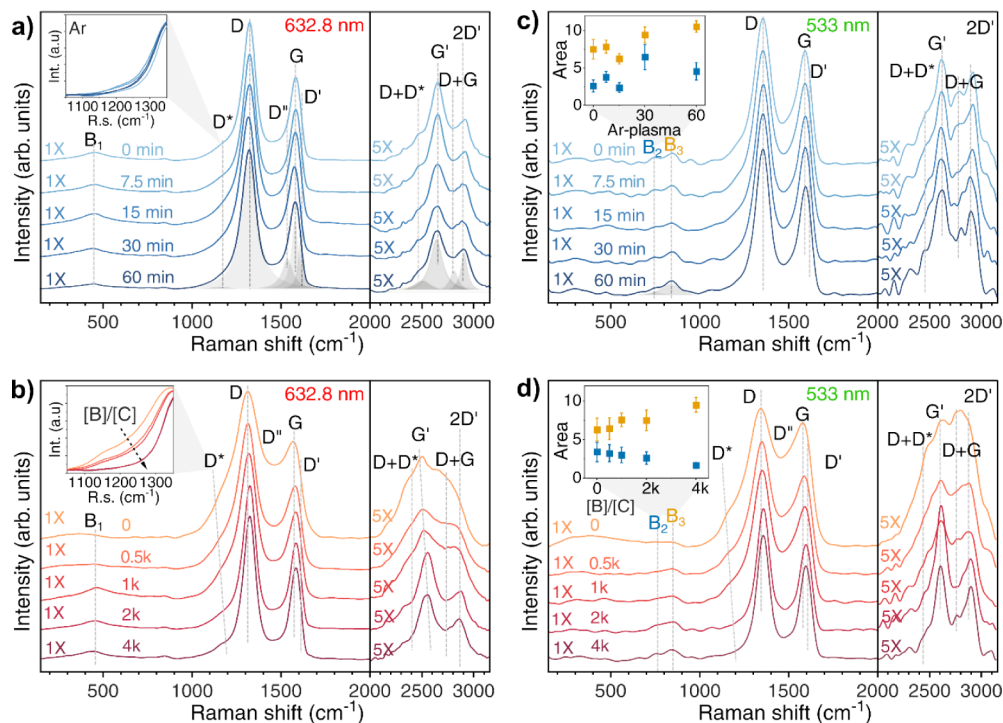 a)
Ar
Int. (a.u)
1100 1200 1300
R.s. (cm⁻¹)
D
632.8 nm
G
D*
D"
D'
2D'
G'
D+D*
D+G
B₁
1X 0 min 5X
1X 7.5 min 5X
1X 15 min 5X
1X 30 min 5X
1X 60 min 5X
Intensity (arb. units)
500 1000 1500 2000 2500 3000
Raman shift (cm⁻¹)
c)
Area
10
5
0
0 30 60
Ar-plasma
D
533 nm
G
D'
2D'
G'
D+D*
D+G
B₂ B₃
1X 0 min 5X
1X 7.5 min 5X
1X 15 min 5X
1X 30 min 5X
1X 60 min 5X
Intensity (arb. units)
500 1000 1500 2000 2500 3000
Raman shift (cm⁻¹)
b)
[B]/[C]
Int. (a.u)
1100 1200 1300
R.s. (cm⁻¹)
D
632.8 nm
G
D*
D"
D'
2D'
G'
D+D*
D+G
B₁
1X 0 5X
1X 0.5k 5X
1X 1k 5X
1X 2k 5X
1X 4k 5X
Intensity (arb. units)
500 1000 1500 2000 2500 3000
Raman shift (cm⁻¹)
d)
Area
10
5
0
0 2k 4k
[B]/[C]
D
533 nm
D"
G
D'
2D'
G'
D+D*
D+G
D*
B₂ B₃
1X 0 5X
1X 0.5k 5X
1X 1k 5X
1X 2k 5X
1X 4k 5X
Intensity (arb. units)
500 1000 1500 2000 2500 3000
Raman shift (cm⁻¹)